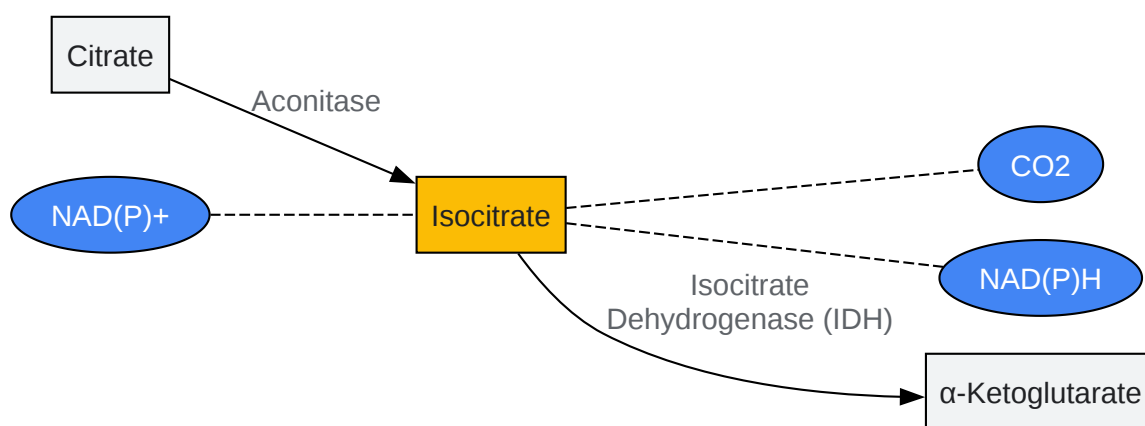 Citrate
Aconitase
CO2
NAD(P)+
Isocitrate
NAD(P)H
Isocitrate
Dehydrogenase (IDH)
α-Ketoglutarate